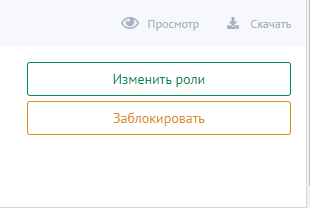 Просмотр Скачать
Изменить роли
Заблокировать